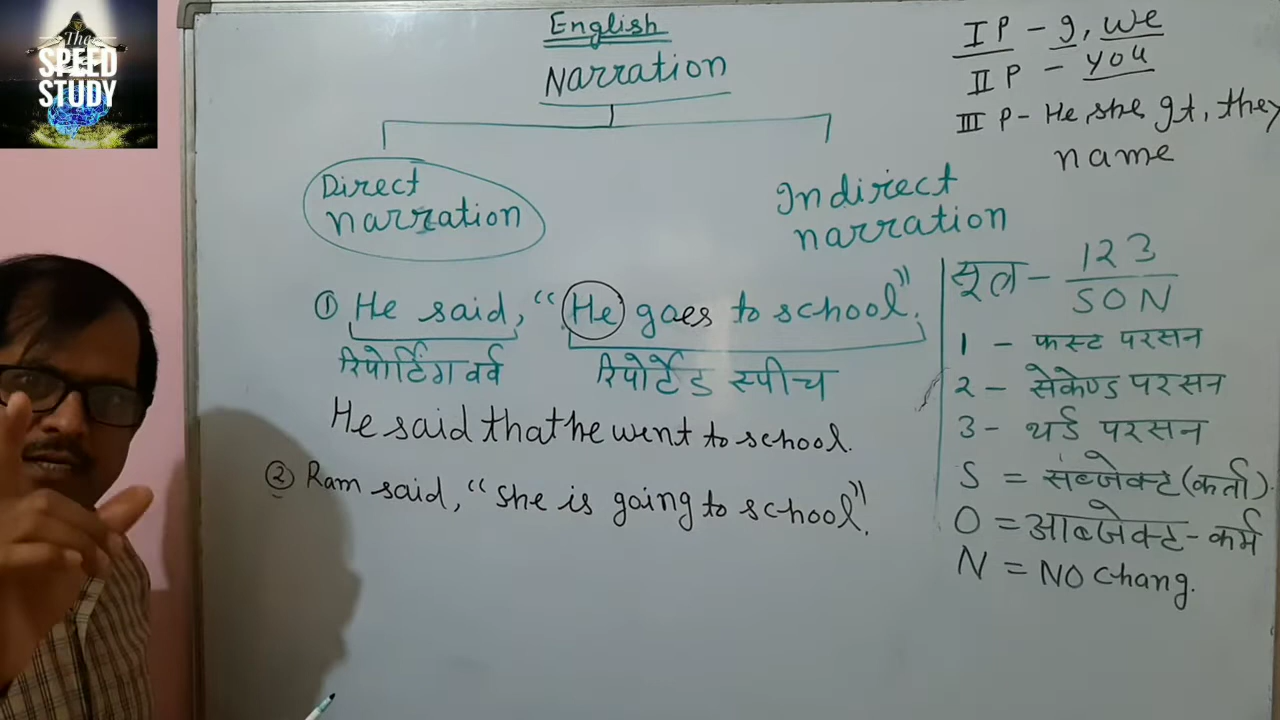 The
SPEED
STUDY
English
Narration
I P - I, we
II P - you
III P - He, she It, they
name
Direct
narration
Indirect
narration
① He said, “He goes to school”.
रिपोर्टिंग वर्व रिपोर्टेड स्पीच
He said that he went to school.
② Ram said, “She is going to school”.
सूत्र - 123
SON
1 - फस्ट परसन
2 - सेकेण्ड परसन
3 - थर्ड परसन
S = सब्जेक्ट (कर्ता)
O = आब्जेक्ट - कर्म
N = NO Chang.